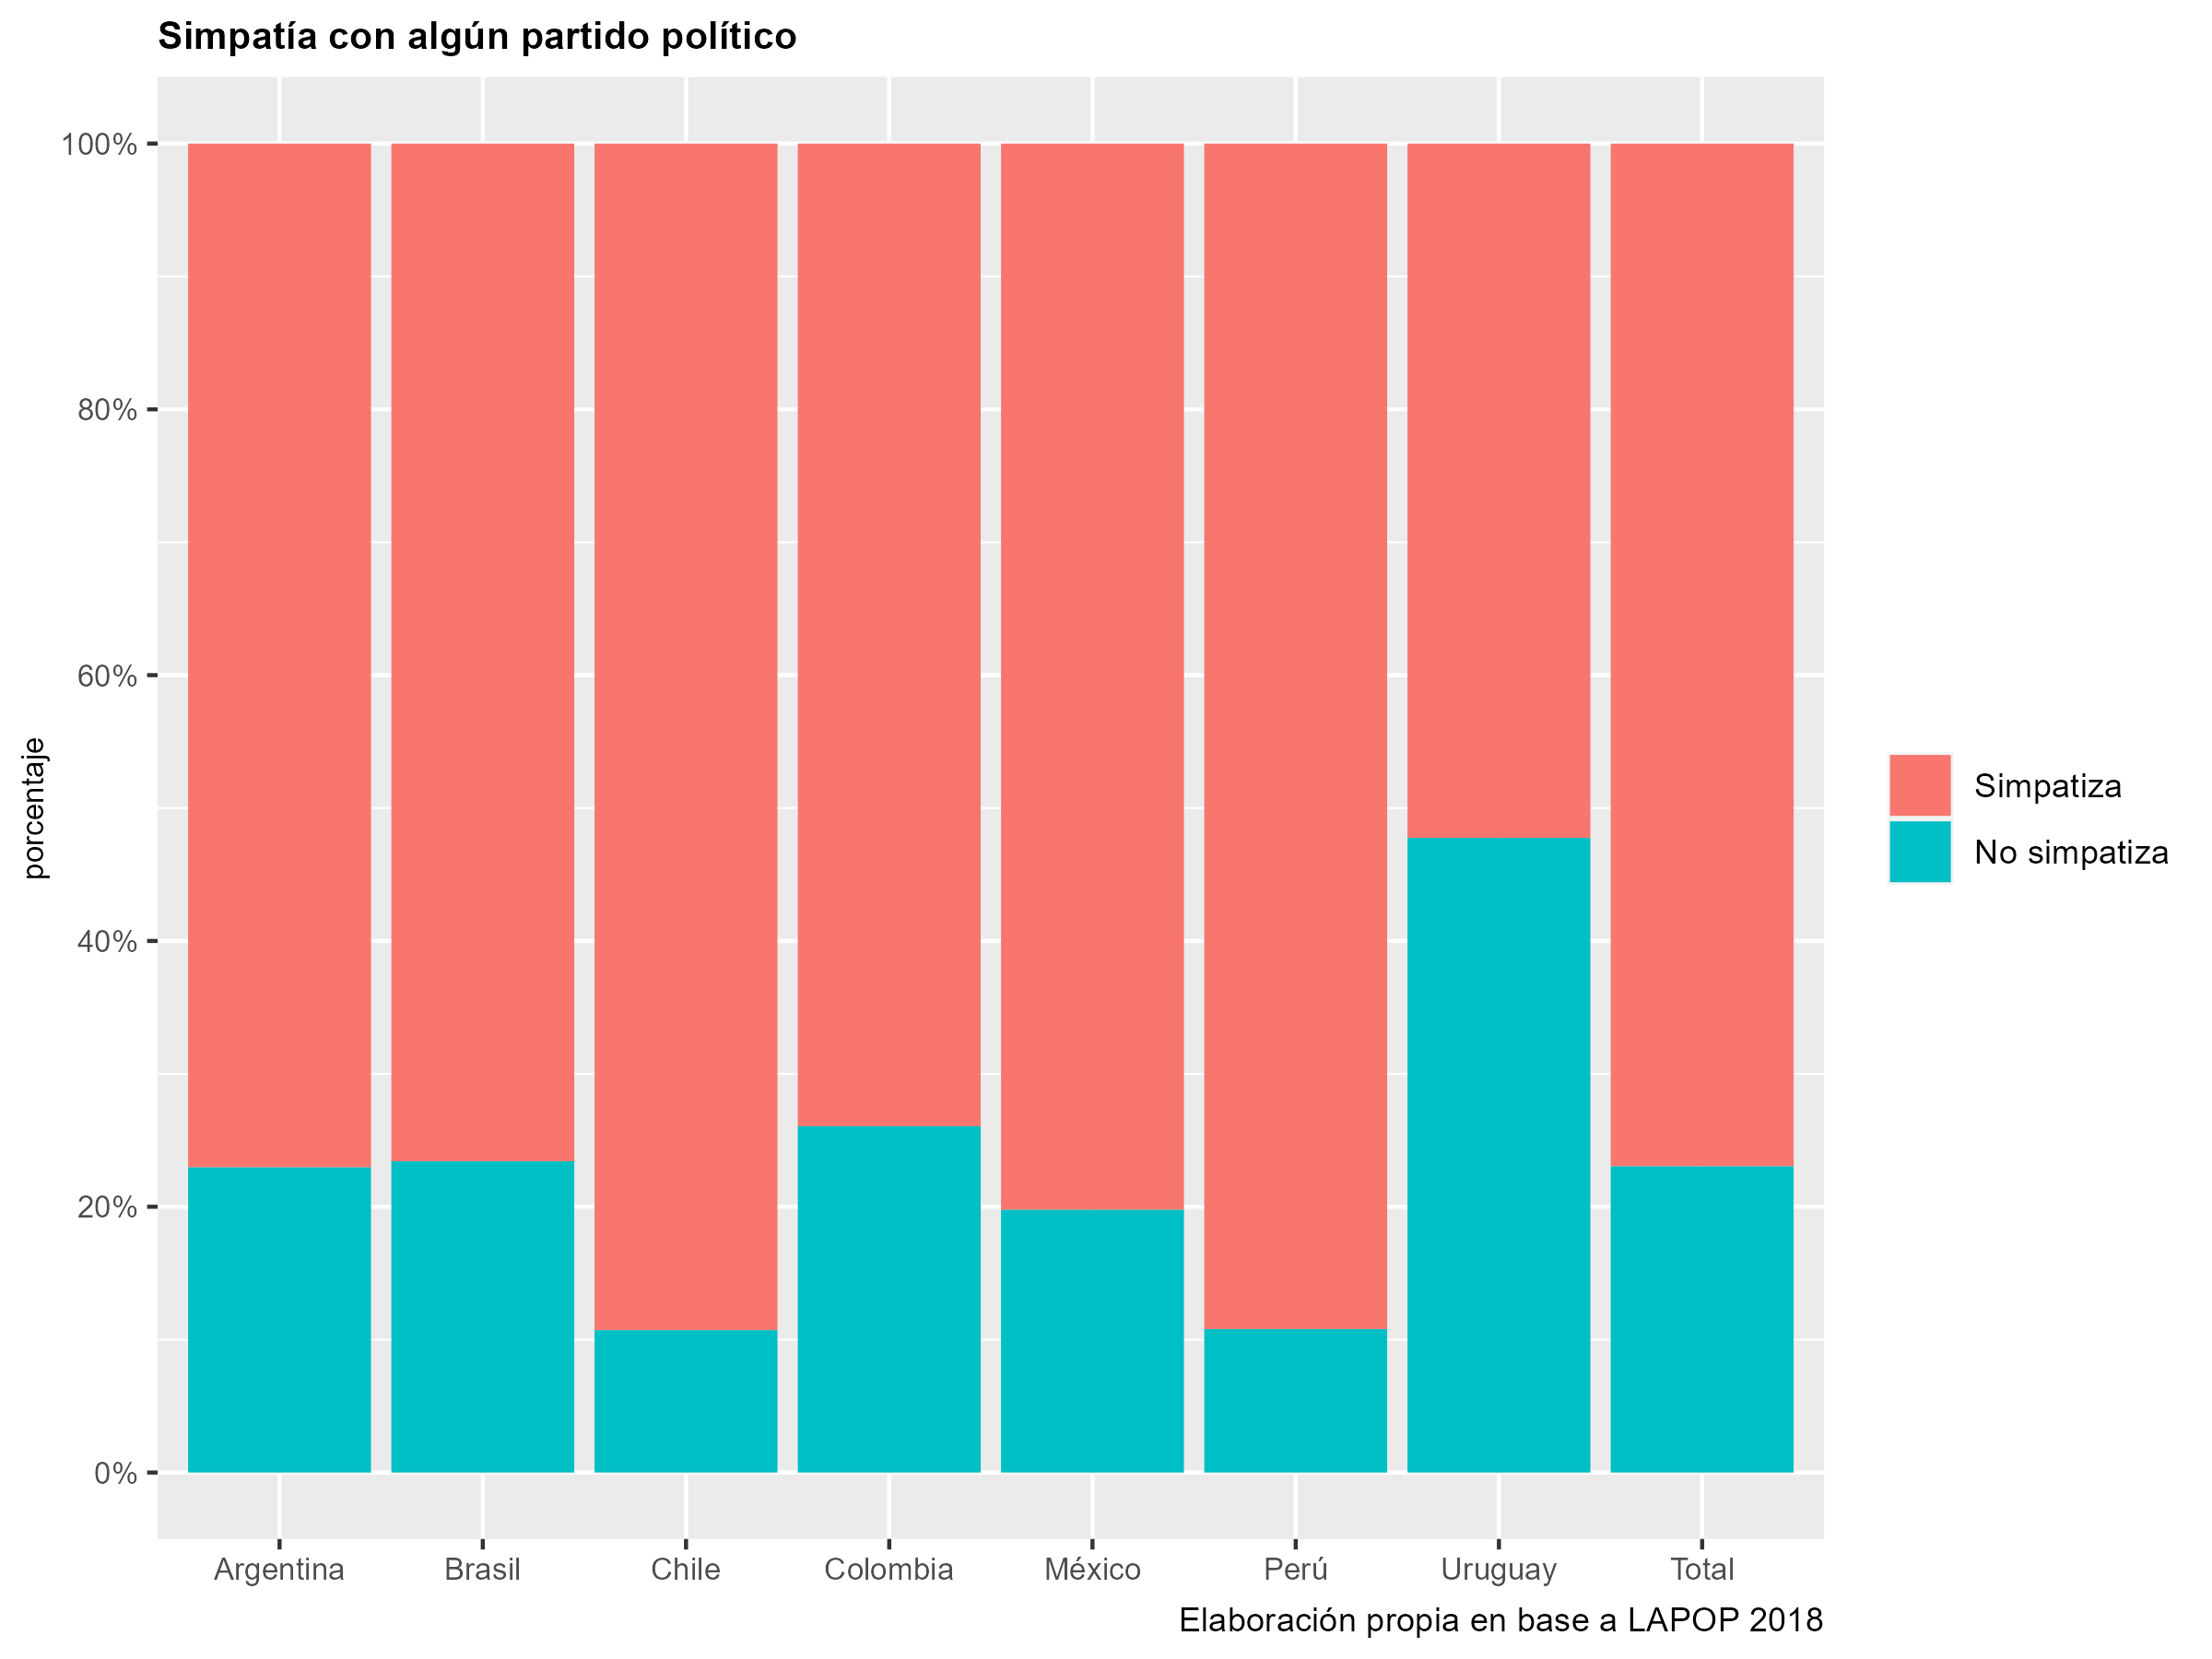 Simpatía con algún partido político
100%
80%
60%
40%
20%
0%
porcentaje
Argentina Brasil Chile Colombia México Perú Uruguay Total
Simpatiza
No simpatiza
Elaboración propia en base a LAPOP 2018